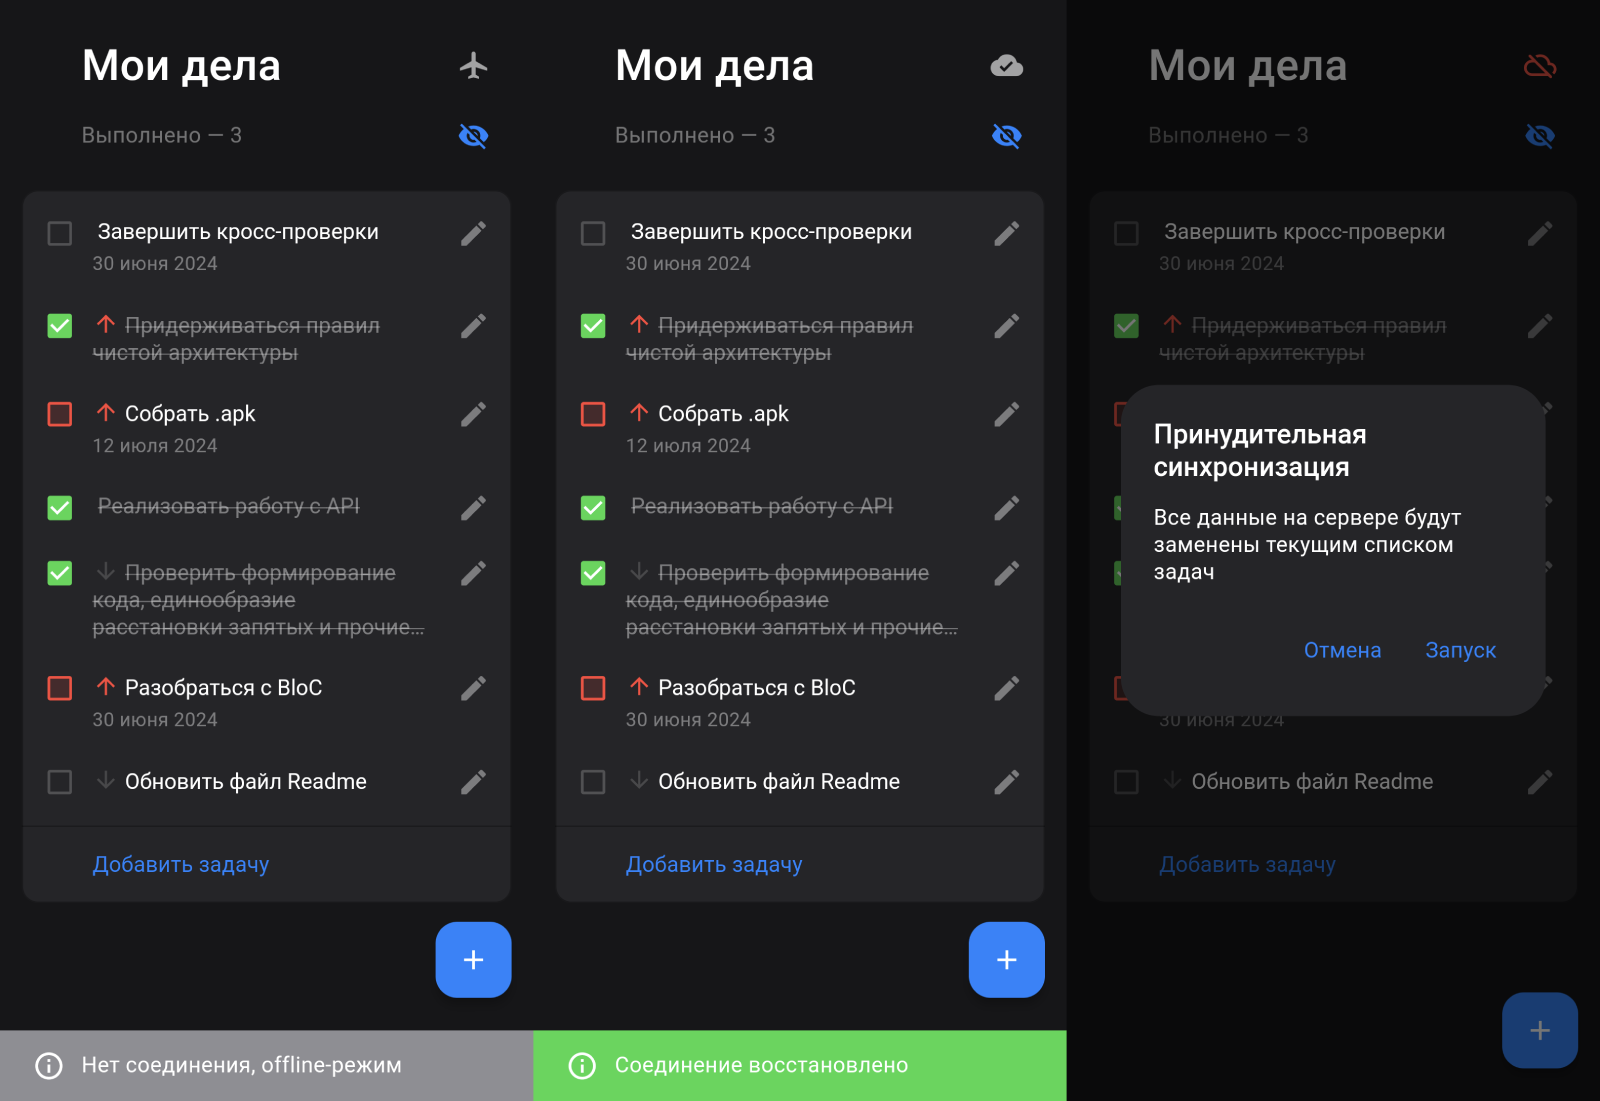 Мои дела
Выполнено — 3
Завершить кросс-проверки
30 июня 2024
Придерживаться правил
чистой архитектуры
Собрать .apk
12 июля 2024
Реализовать работу с API
Проверить формирование
кода, единообразие
расстановки запятых и прочие...
Разобраться с BloC
30 июня 2024
Обновить файл Readme
Добавить задачу
+
Нет соединения, offline-режим
Мои дела
Выполнено — 3
Завершить кросс-проверки
30 июня 2024
Придерживаться правил
чистой архитектуры
Собрать .apk
12 июля 2024
Реализовать работу с API
Проверить формирование
кода, единообразие
расстановки запятых и прочие...
Разобраться с BloC
30 июня 2024
Обновить файл Readme
Добавить задачу
+
Соединение восстановлено
Мои дела
Выполнено — 3
Завершить кросс-проверки
30 июня 2024
Придерживаться правил
чистой архитектуры
Принудительная
синхронизация
Все данные на сервере будут
заменены текущим списком
задач
Отмена Запуск
30 июня 2024
Обновить файл Readme
Добавить задачу
+